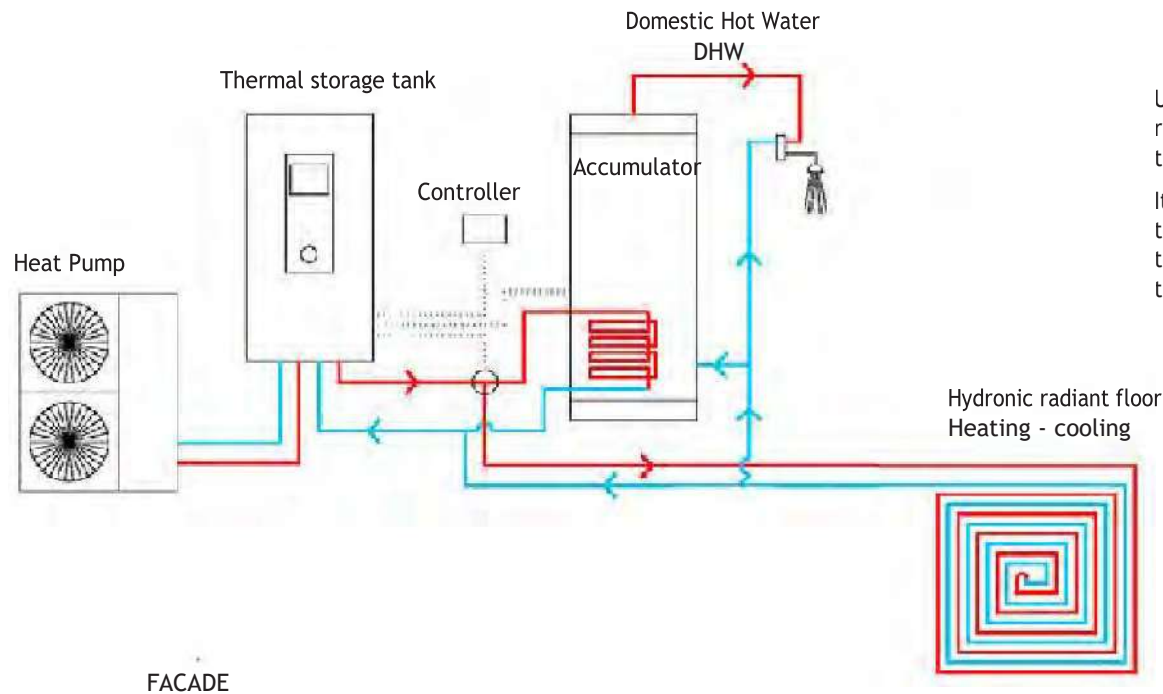 Domestic Hot Water
DHW
Thermal storage tank
Accumulator
Controller
Heat Pump
Hydronic radiant floor
Heating - cooling
FACADE